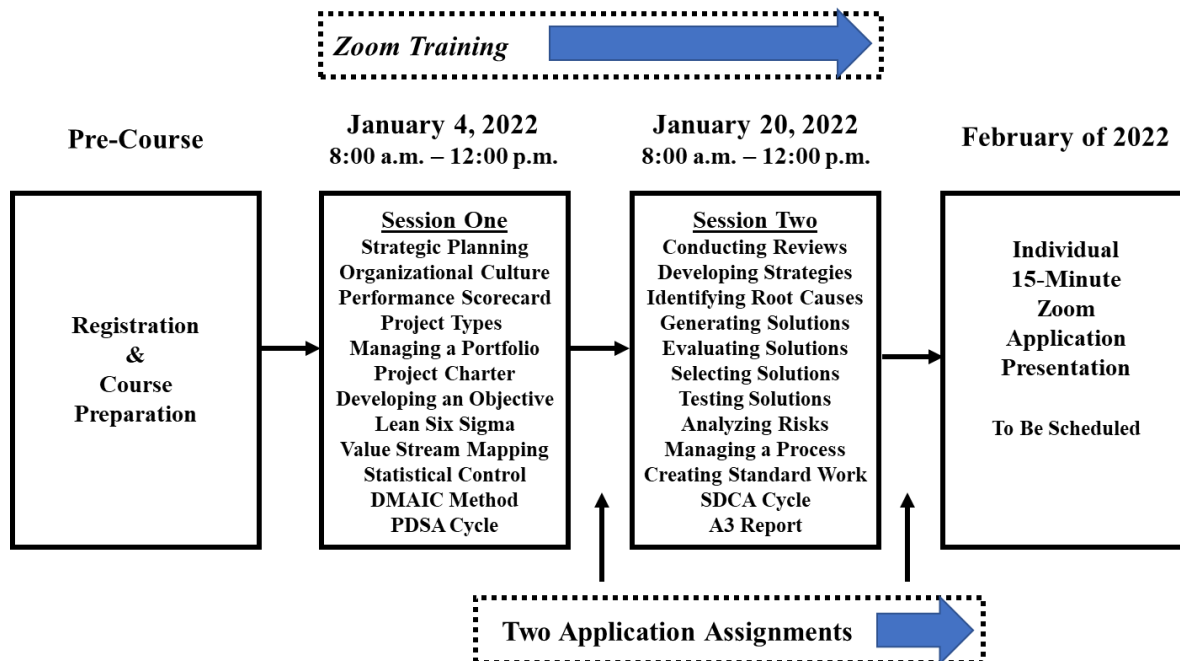 Zoom Training
Pre-Course
January 4, 2022
8:00 a.m. – 12:00 p.m.
January 20, 2022
8:00 a.m. – 12:00 p.m.
February of 2022
Registration
&
Course
Preparation
Session One
Strategic Planning
Organizational Culture
Performance Scorecard
Project Types
Managing a Portfolio
Project Charter
Developing an Objective
Lean Six Sigma
Value Stream Mapping
Statistical Control
DMAIC Method
PDSA Cycle
Session Two
Conducting Reviews
Developing Strategies
Identifying Root Causes
Generating Solutions
Evaluating Solutions
Selecting Solutions
Testing Solutions
Analyzing Risks
Managing a Process
Creating Standard Work
SDCA Cycle
A3 Report
Individual
15-Minute
Zoom
Application
Presentation
To Be Scheduled
Two Application Assignments